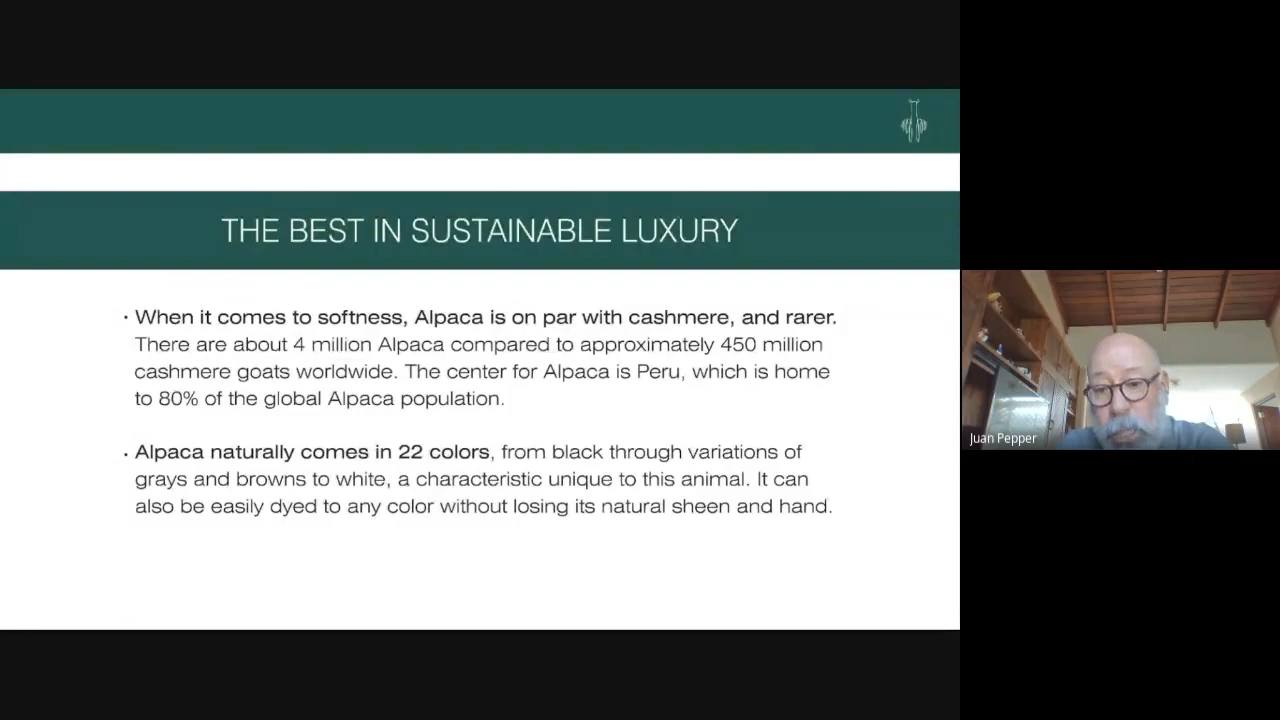 THE BEST IN SUSTAINABLE LUXURY
· When it comes to softness, Alpaca is on par with cashmere, and rarer.
There are about 4 million Alpaca compared to approximately 450 million
cashmere goats worldwide. The center for Alpaca is Peru, which is home
to 80% of the global Alpaca population.
· Alpaca naturally comes in 22 colors, from black through variations of
grays and browns to white, a characteristic unique to this animal. It can
also be easily dyed to any color without losing its natural sheen and hand.
Juan Pepper